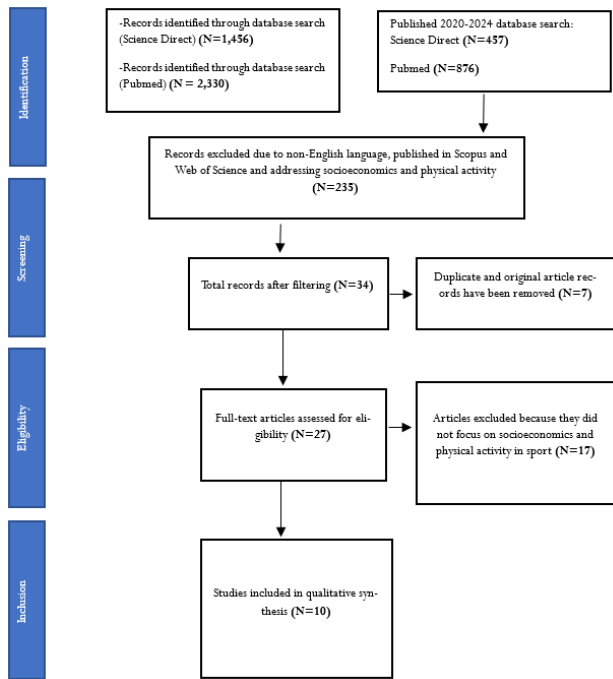 Identification
-Records identified through database search
(Science Direct) (N=1,456)
-Records identified through database search
(Pubmed) (N = 2,330)
Published 2020-2024 database search:
Science Direct (N=457)
Pubmed (N=876)
Records excluded due to non-English language, published in Scopus and
Web of Science and addressing socioeconomics and physical activity
(N=235)
Screening
Total records after filtering (N=34)
Duplicate and original article rec-
ords have been removed (N=7)
Eligibility
Full-text articles assessed for eli-
gibility (N=27)
Articles excluded because they did
not focus on socioeconomics and
physical activity in sport (N=17)
Inclusion
Studies included in qualitative syn-
thesis (N=10)